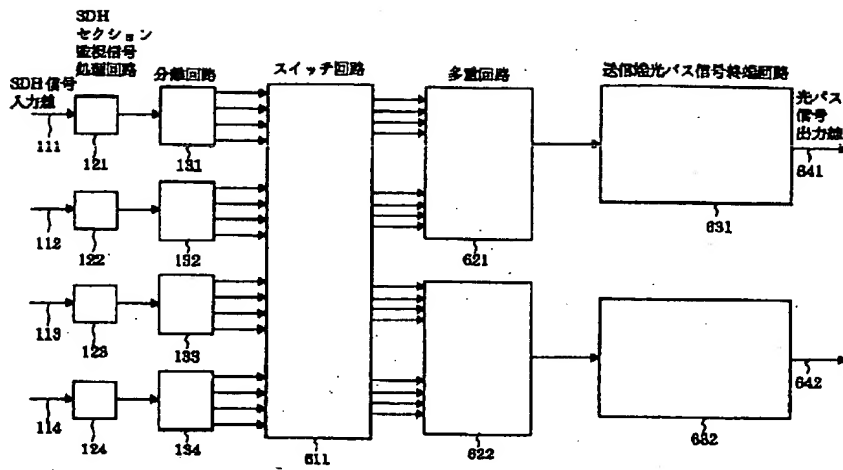 SDH
セクション
監視信号
処理回路
分離回路
スイッチ回路
多重回路
送信端光パス信号終端回路
SDH信号
入力線
光パス
信号
出力線
111
121
131
641
631
112
122
132
621
113
123
133
642
114
124
134
611
622
632